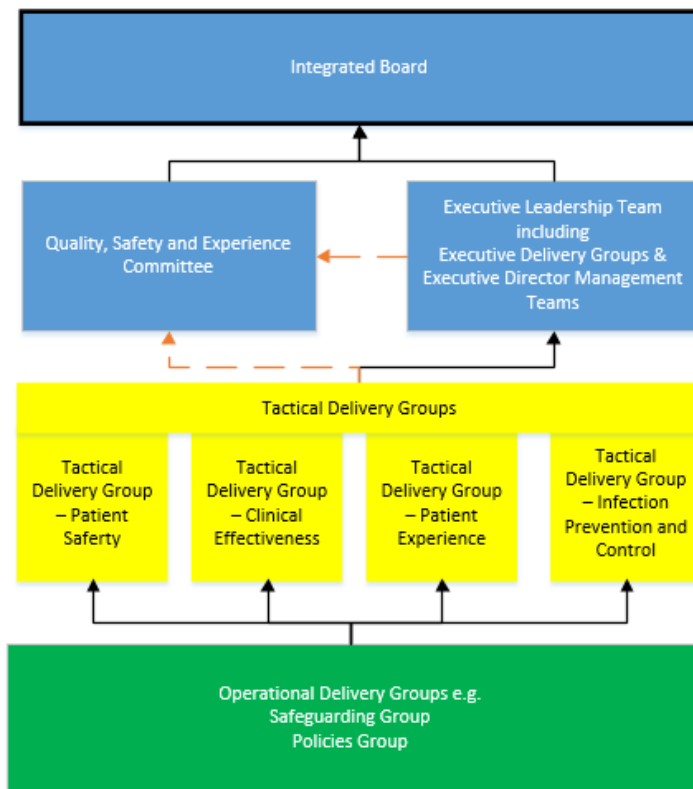 Integrated Board
Quality, Safety and Experience
Committee
Executive Leadership Team
including
Executive Delivery Groups &
Executive Director Management
Teams
Tactical Delivery Groups
Tactical
Delivery Group
– Patient
Saferty
Tactical
Delivery Group
– Clinical
Effectiveness
Tactical
Delivery Group
– Patient
Experience
Tactical
Delivery Group
– Infection
Prevention and
Control
Operational Delivery Groups e.g.
Safeguarding Group
Policies Group